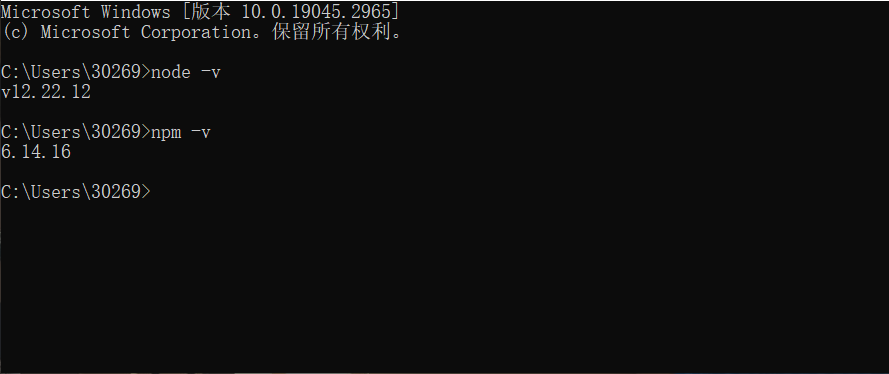 Microsoft Windows [版本 10.0.19045.2965]
(c) Microsoft Corporation。保留所有权利。
C:\Users\30269>node -v
v12.22.12
C:\Users\30269>npm -v
6.14.16
C:\Users\30269>